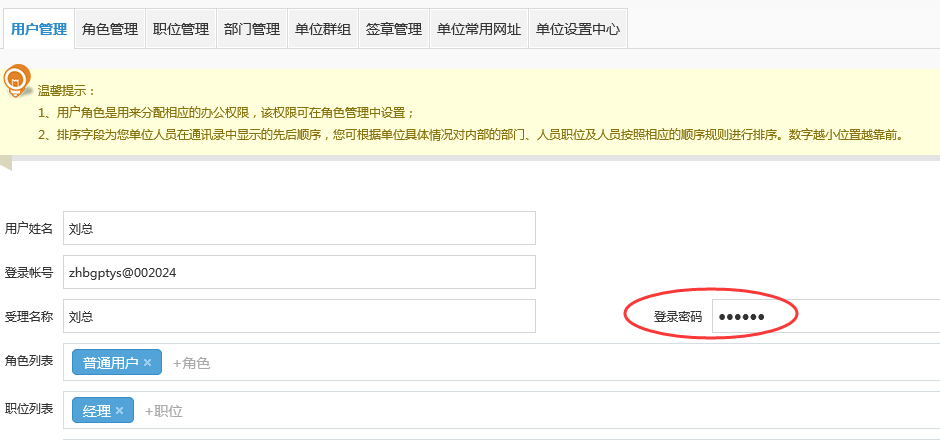 用户管理 角色管理 职位管理 部门管理 单位群组 签章管理 单位常用网址 单位设置中心
温馨提示：
1、用户角色是用来分配相应的办公权限，该权限可在角色管理中设置；
2、排序字段为您单位人员在通讯录中显示的先后顺序，您可根据单位具体情况对内部的部门、人员职位及人员按照相应的顺序规则进行排序。数字越小位置越靠前。
用户姓名 刘总
登录帐号 zhbgptys@002024
受理名称 刘总 登录密码 ●●●●●●
角色列表 普通用户 × +角色
职位列表 经理 × +职位